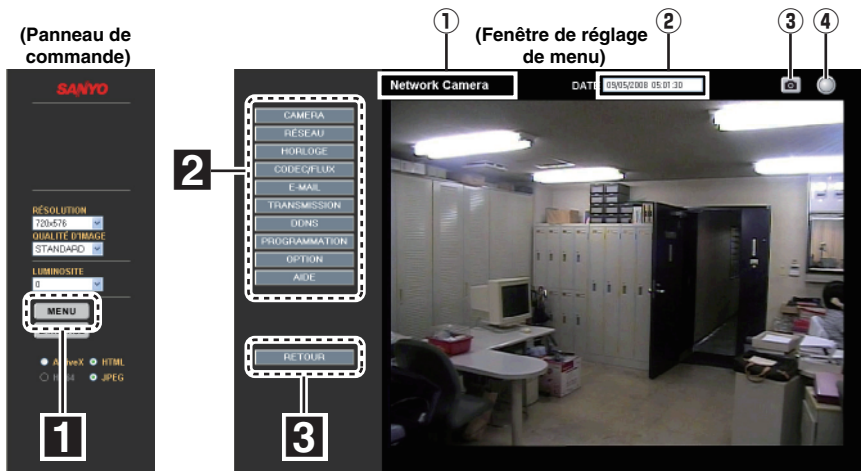 (Panneau de commande)
(Fenêtre de réglage de menu)
① ② ③ ④
SANYO
RÉSOLUTION
720x576
QUALITÉ D'IMAGE
STANDARD
LUMINOSITE
0
MENU
HTML
JPEG
1
2
CAMERA
RÉSEAU
HORLOGE
CODEC/FLUX
E-MAIL
TRANSMISSION
DDNS
PROGRAMMATION
OPTION
AIDE
RETOUR
3
Network Camera
DATE 09/05/2008 05:01:30